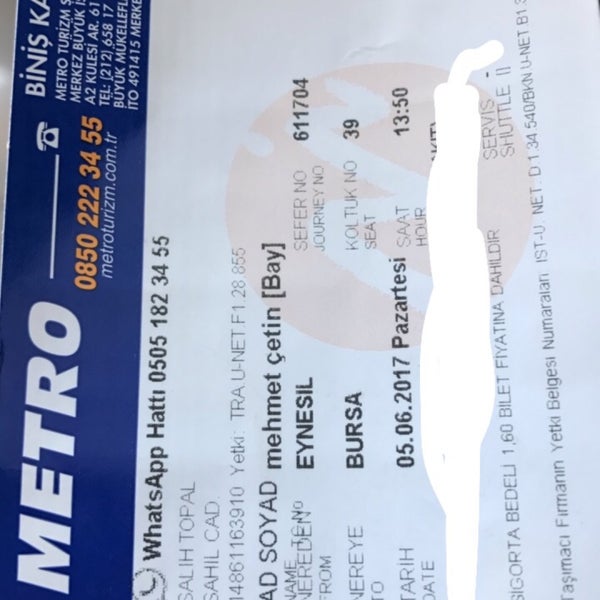 METRO
0850 222 34 55
metroturizm.com.tr
BİNİŞ KA
METRO TURİZM Ş
MERKEZ BÜYÜK İS
A2 KULESİ AR. 61
TEL: (212) 658 17
BÜYÜK MÜKELLEFL
İTO 491415 MERKE
WhatsApp Hattı 0505 182 34 55
SALİH TOPAL
SAHİL CAD.
14861163910 Yetki: TRA.U-NET.F1.28.855
AD SOYAD mehmet çetin [Bay]
NAME
NEREDEN EYNESIL SEFER NO 611704
FROM JOURNEY NO
NEREYE BURSA KOLTUK NO 39
TO SEAT
TARİH 05.06.2017 Pazartesi SAAT 13:50
DATE HOUR
SERVİS -
SHUTTLE ()
SİGORTA BEDELİ 1,60 BİLET FİYATINA DAHİLDİR
Taşımacı Firmanın Yetki Belgesi Numaraları IST-U. NET. D1.34.540/BKN U-NET B1.3